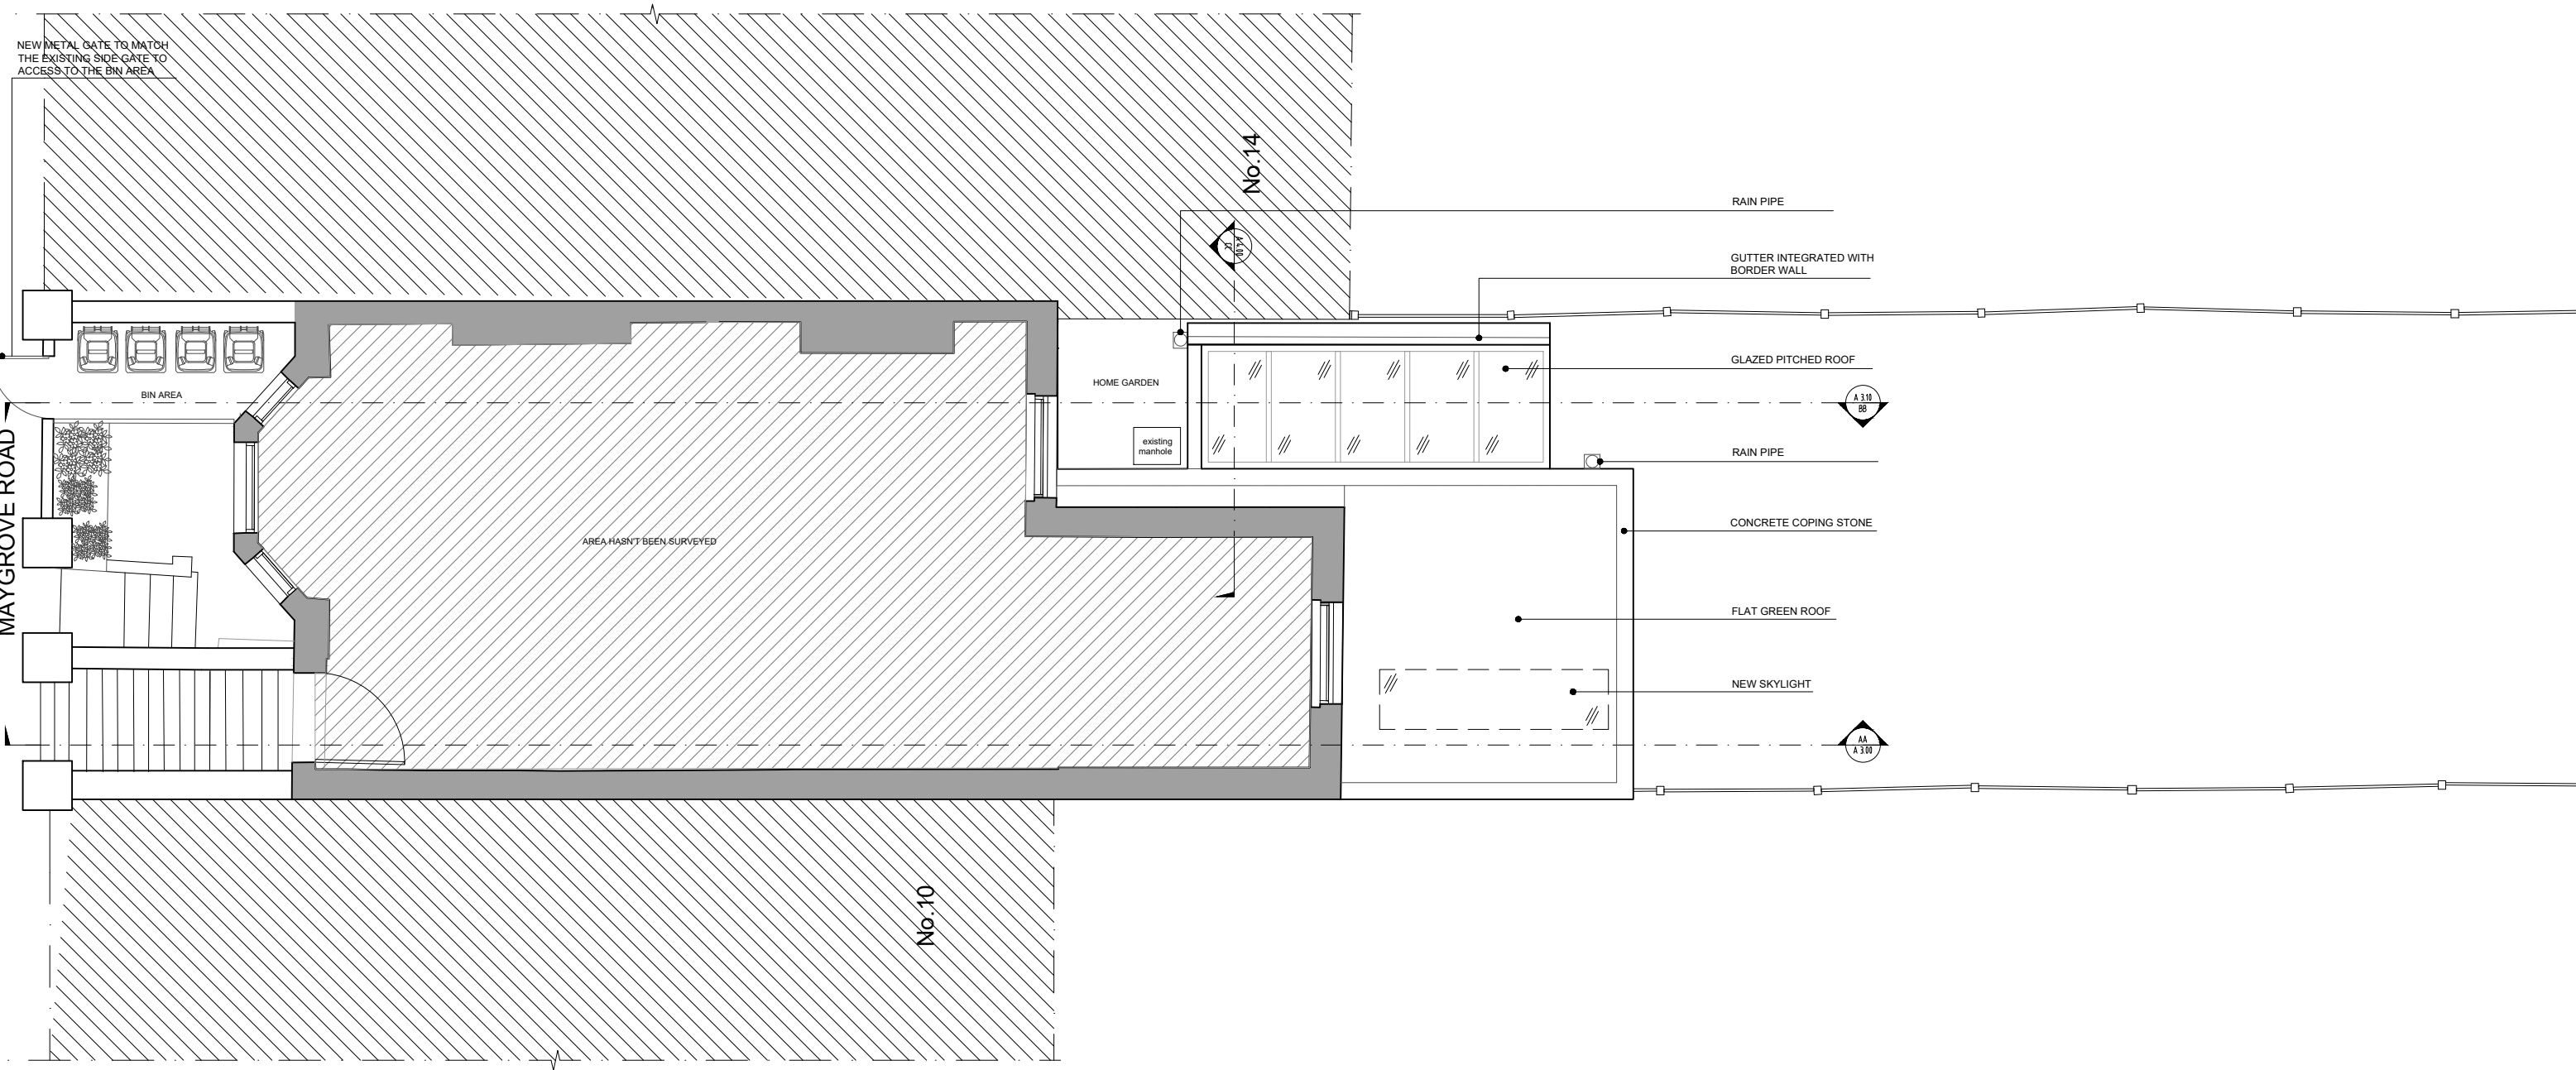 NEW METAL GATE TO MATCH
THE EXISTING SIDE GATE TO
ACCESS TO THE BIN AREA
No.14
RAIN PIPE
A 4.00
CC
GUTTER INTEGRATED WITH
BORDER WALL
GLAZED PITCHED ROOF
HOME GARDEN
BIN AREA
A 3.10
BB
existing
manhole
RAIN PIPE
MAYGROVE ROAD
CONCRETE COPING STONE
AREA HASN'T BEEN SURVEYED
FLAT GREEN ROOF
NEW SKYLIGHT
AA
A 3.00
No.10